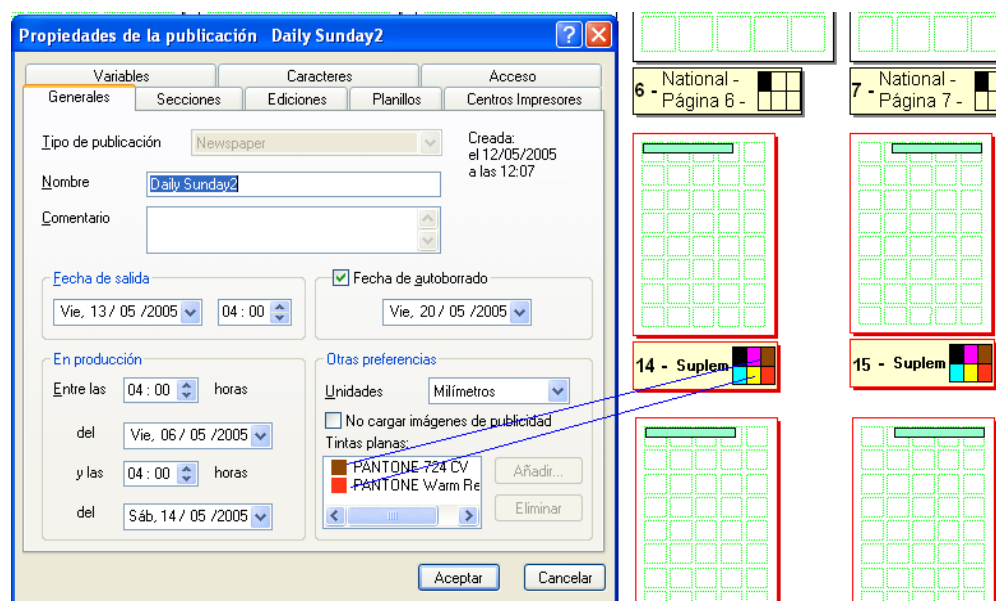 Propiedades de la publicación Daily Sunday2
Variables Caracteres Acceso
Generales Secciones Ediciones Planillos Centros Impresores
Tipo de publicación Newspaper
Creada:
el 12/05/2005
a las 12:07
Nombre Daily Sunday2
Comentario
Fecha de salida
Vie, 13 / 05 /2005 04 : 00
Fecha de autoborrado
Vie, 20 / 05 /2005
En producción
Entre las 04 : 00 horas
del Vie, 06 / 05 /2005
y las 04 : 00 horas
del Sáb, 14 / 05 /2005
Otras preferencias
Unidades Milímetros
No cargar imágenes de publicidad
Tintas planas:
PANTONE 724 CV
PANTONE Warm Re
Añadir...
Eliminar
Aceptar Cancelar
6 - National -
Página 6 -
7 - National -
Página 7 -
14 - Suplem
15 - Suplem